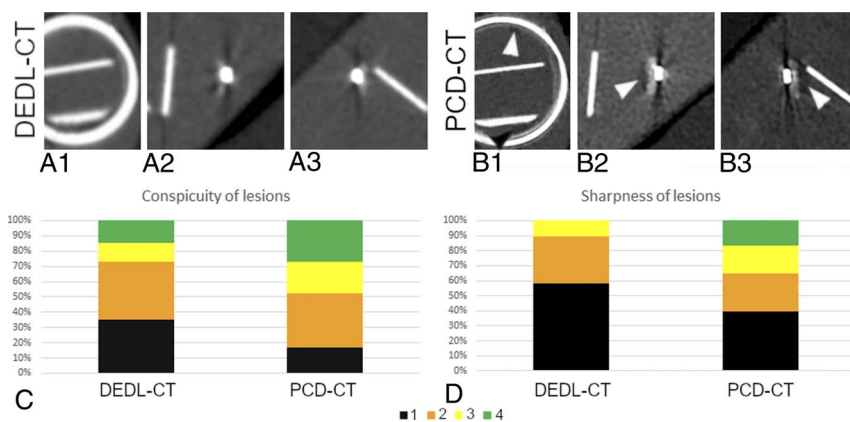 DEDL-CT
A1
A2
A3
PCD-CT
B1
B2
B3
Conspicuity of lesions
100%
90%
80%
70%
60%
50%
40%
30%
20%
10%
0%
DEDL-CT
PCD-CT
C
Sharpness of lesions
100%
90%
80%
70%
60%
50%
40%
30%
20%
10%
0%
DEDL-CT
PCD-CT
D
1 2 3 4